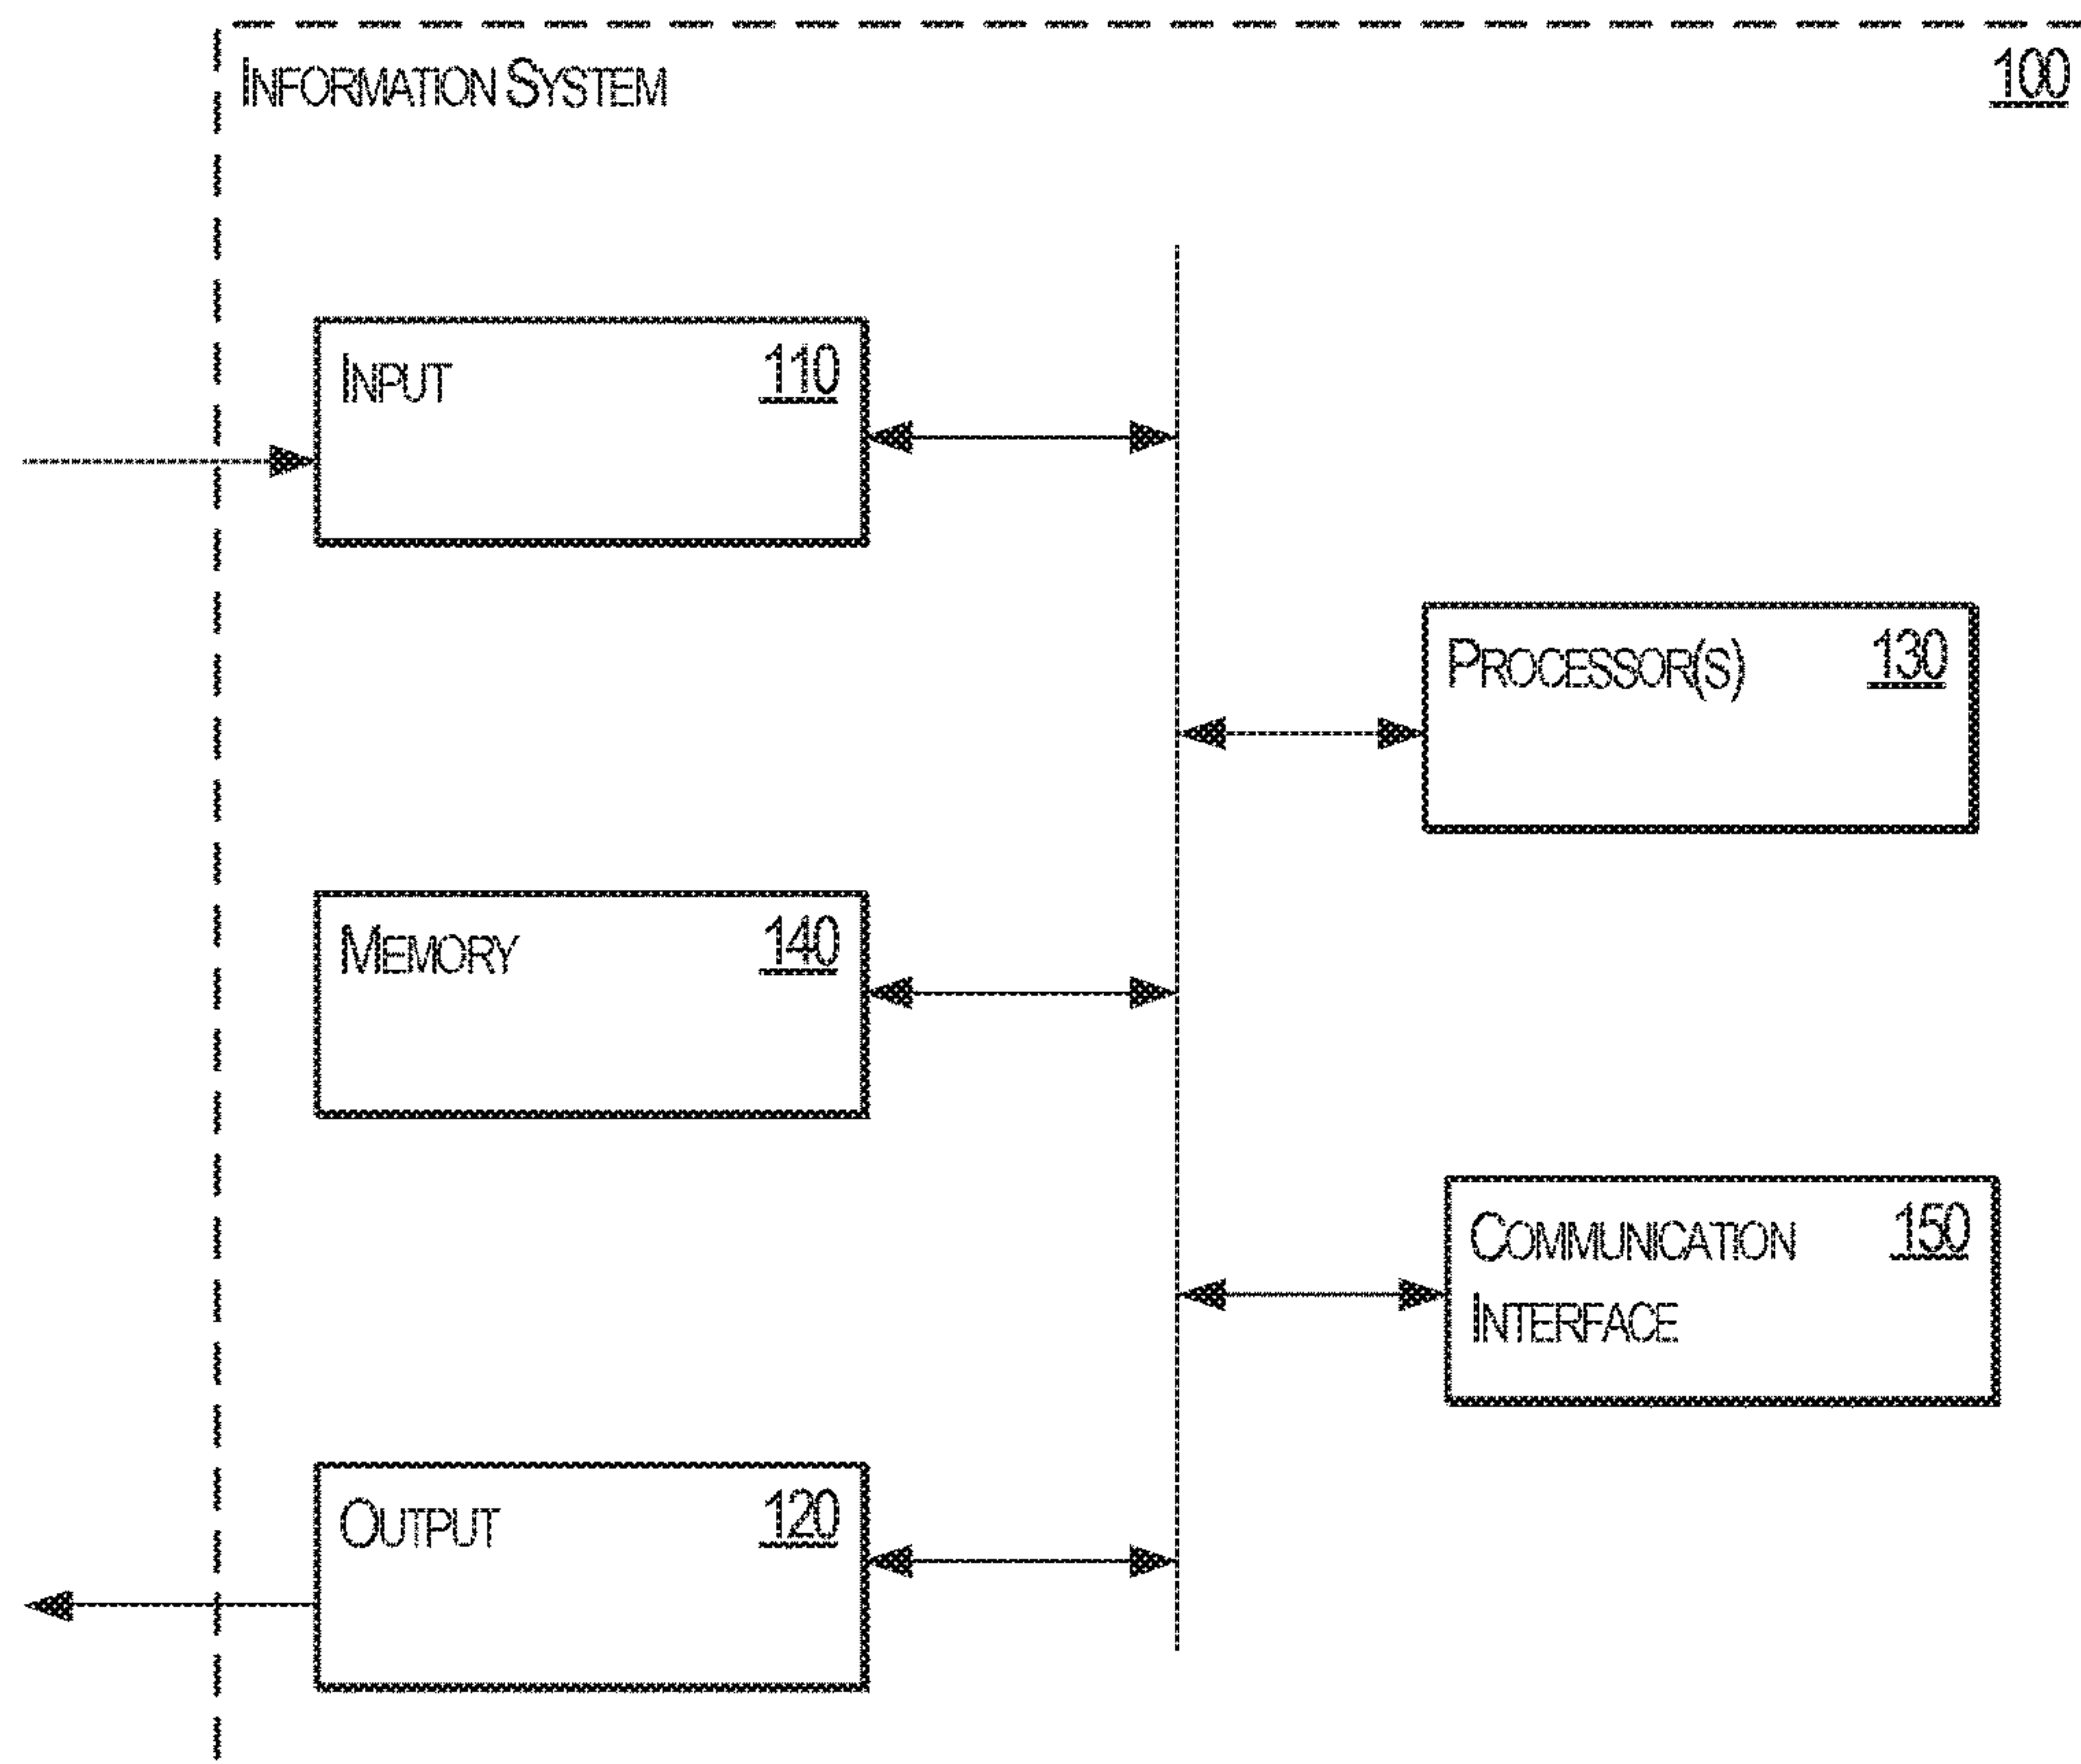 INFORMATION SYSTEM 100
INPUT 110
PROCESSOR(S) 130
MEMORY 140
COMMUNICATION 150
INTERFACE
OUTPUT 120